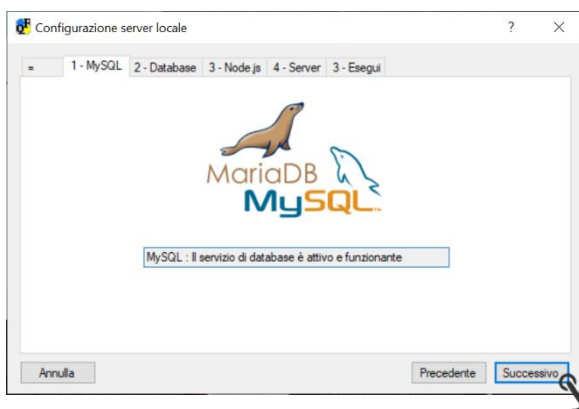 Configurazione server locale
= 1 - MySQL 2 - Database 3 - Node.js 4 - Server 3 - Esegui
MariaDB
MySQL
MySQL : Il servizio di database è attivo e funzionante
Annulla Precedente Successivo